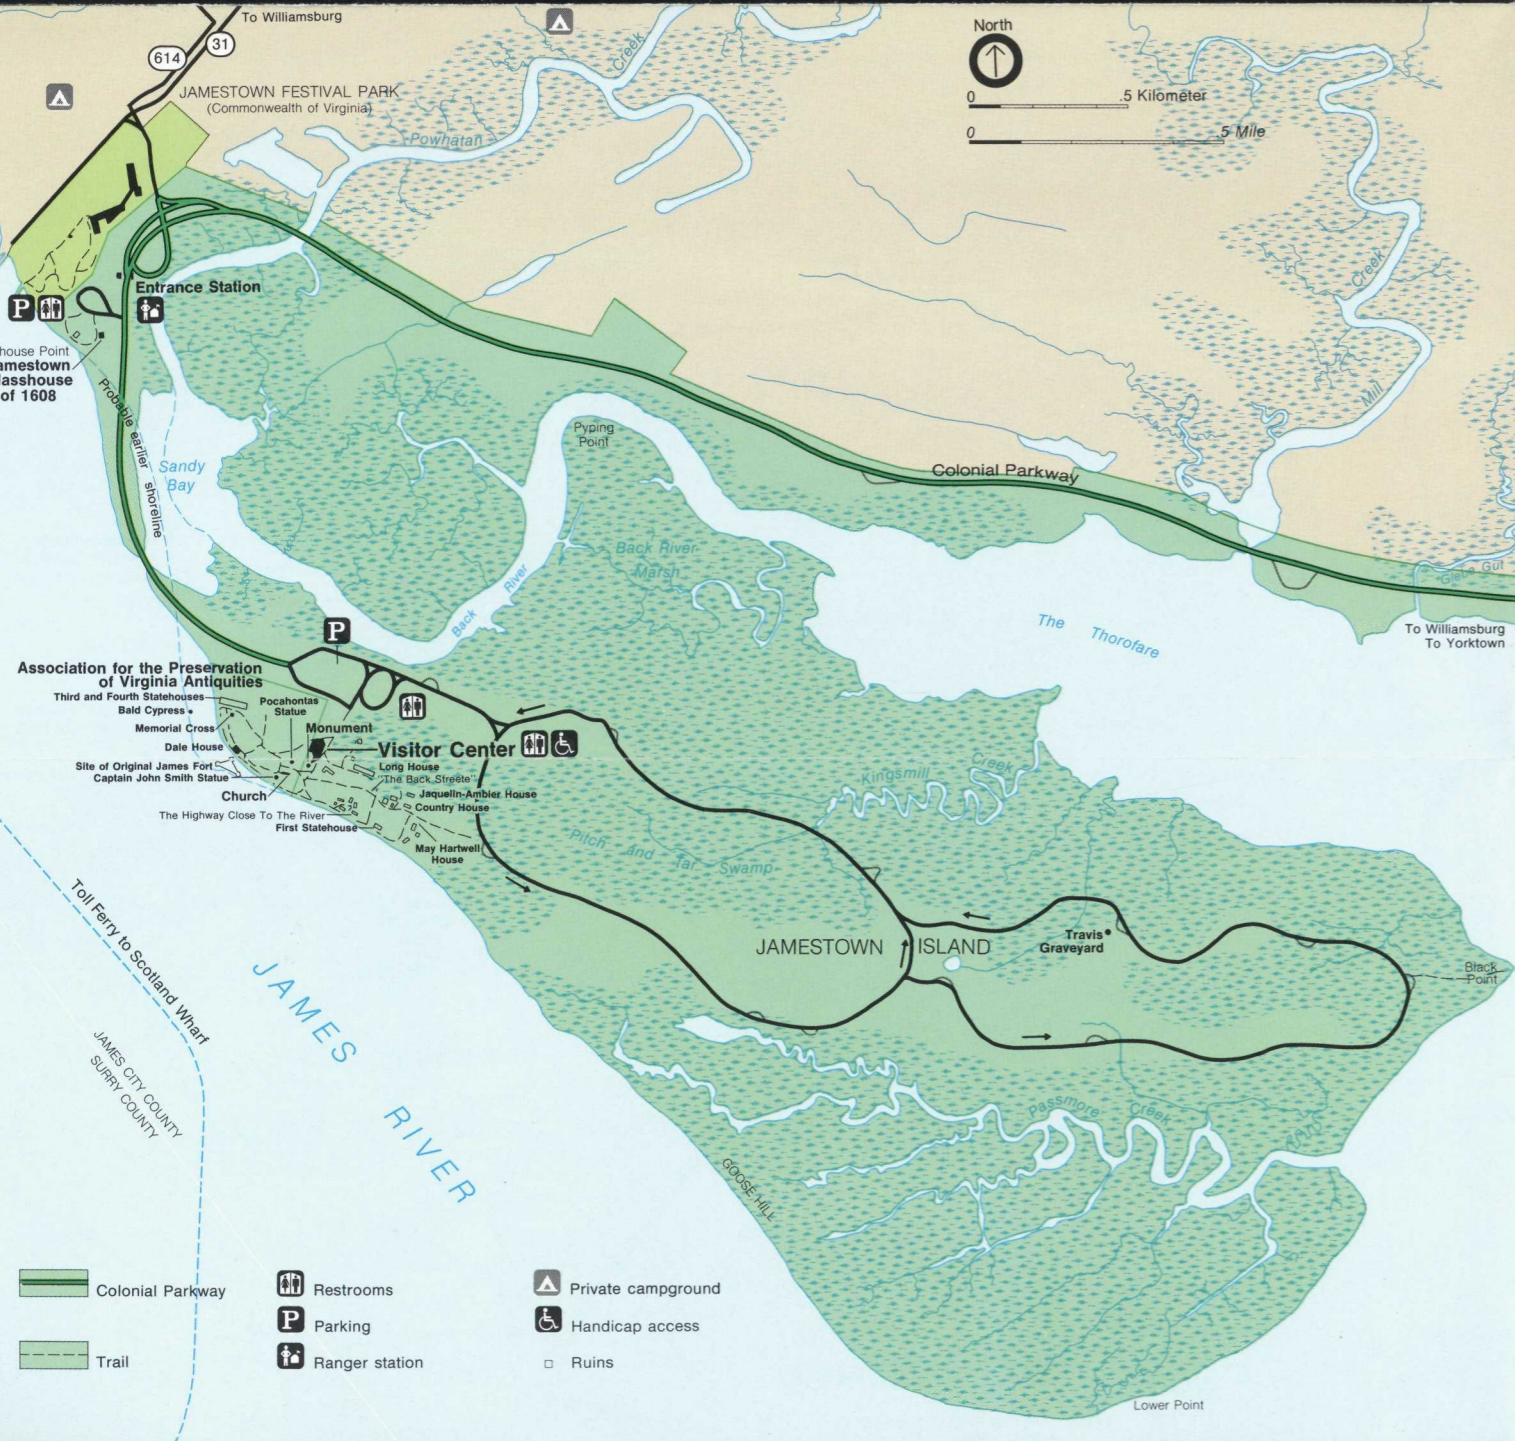 To Williamsburg
614
31
JAMESTOWN FESTIVAL PARK
(Commonwealth of Virginia)
Powhatan
Creek
North
0
.5 Kilometer
0
.5 Mile
Creek
Mill
Entrance Station
P
house Point
amestown
lasshouse
of 1608
Probable earlier shoreline
Sandy
Bay
Pyping
Point
Colonial Parkway
Back River
Marsh
Back River
The Thorofare
Glebe Gut
To Williamsburg
To Yorktown
P
Association for the Preservation
of Virginia Antiquities
Third and Fourth Statehouses
Bald Cypress
Memorial Cross
Dale House
Site of Original James Fort
Captain John Smith Statue
Church
The Highway Close To The River
First Statehouse
Pocahontas
Statue
Monument
Visitor Center
Long House
"The Back Streete"
Jaquelin-Ambler House
Country House
May Hartwell
House
Kingsmill Creek
Pitch and Tar Swamp
JAMESTOWN ISLAND
Travis
Graveyard
Black
Point
Toll Ferry to Scotland Wharf
JAMES CITY COUNTY
SURRY COUNTY
JAMES RIVER
Passmore Creek
GOOSE HILL
Lower Point
Colonial Parkway
Trail
Restrooms
P
Parking
Ranger station
Private campground
Handicap access
Ruins